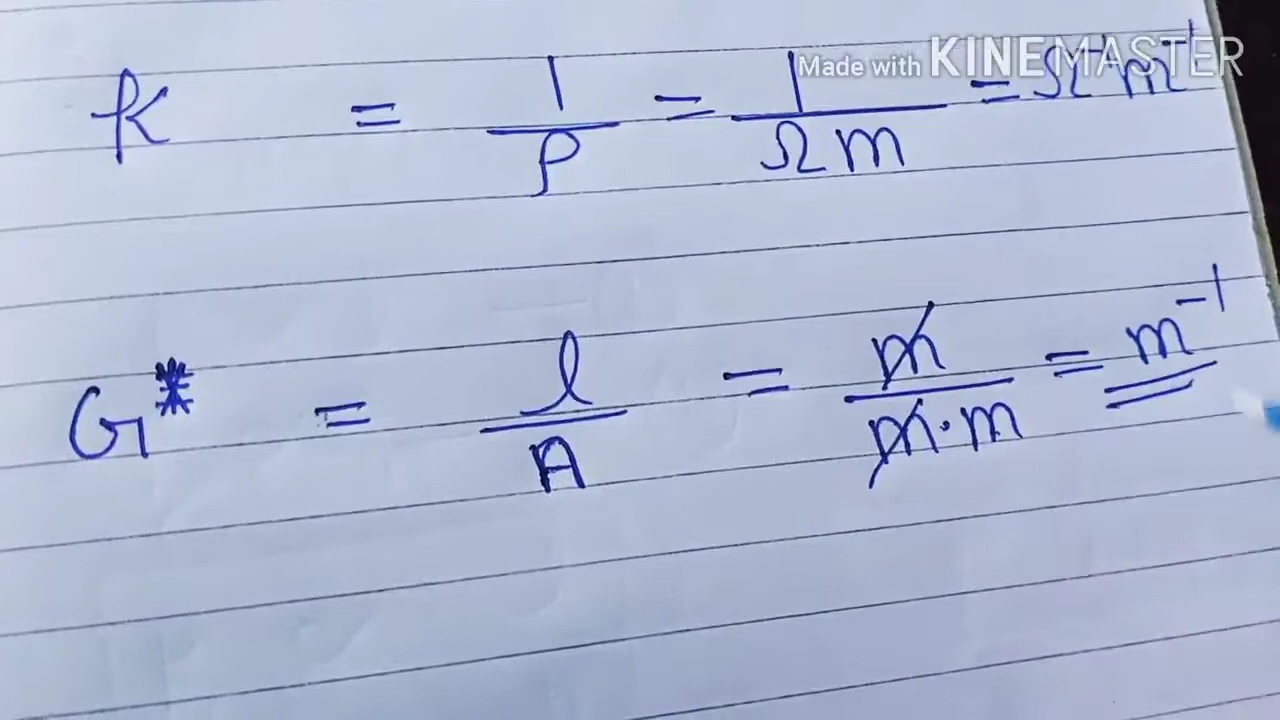 Made with KINEMASTER
K = 1/ρ = 1/Ωm = Ω⁻¹m⁻¹
G* = l/A = m/m·m = m⁻¹